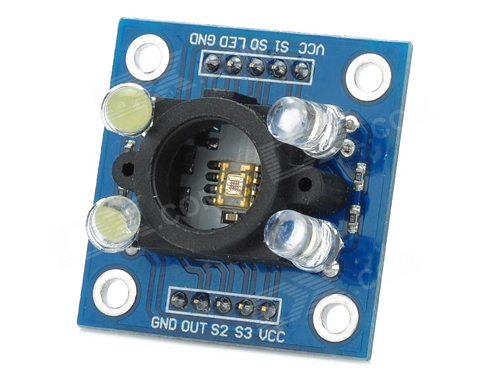 VCC S1 S0 LED GND
GND OUT S2 S3 VCC